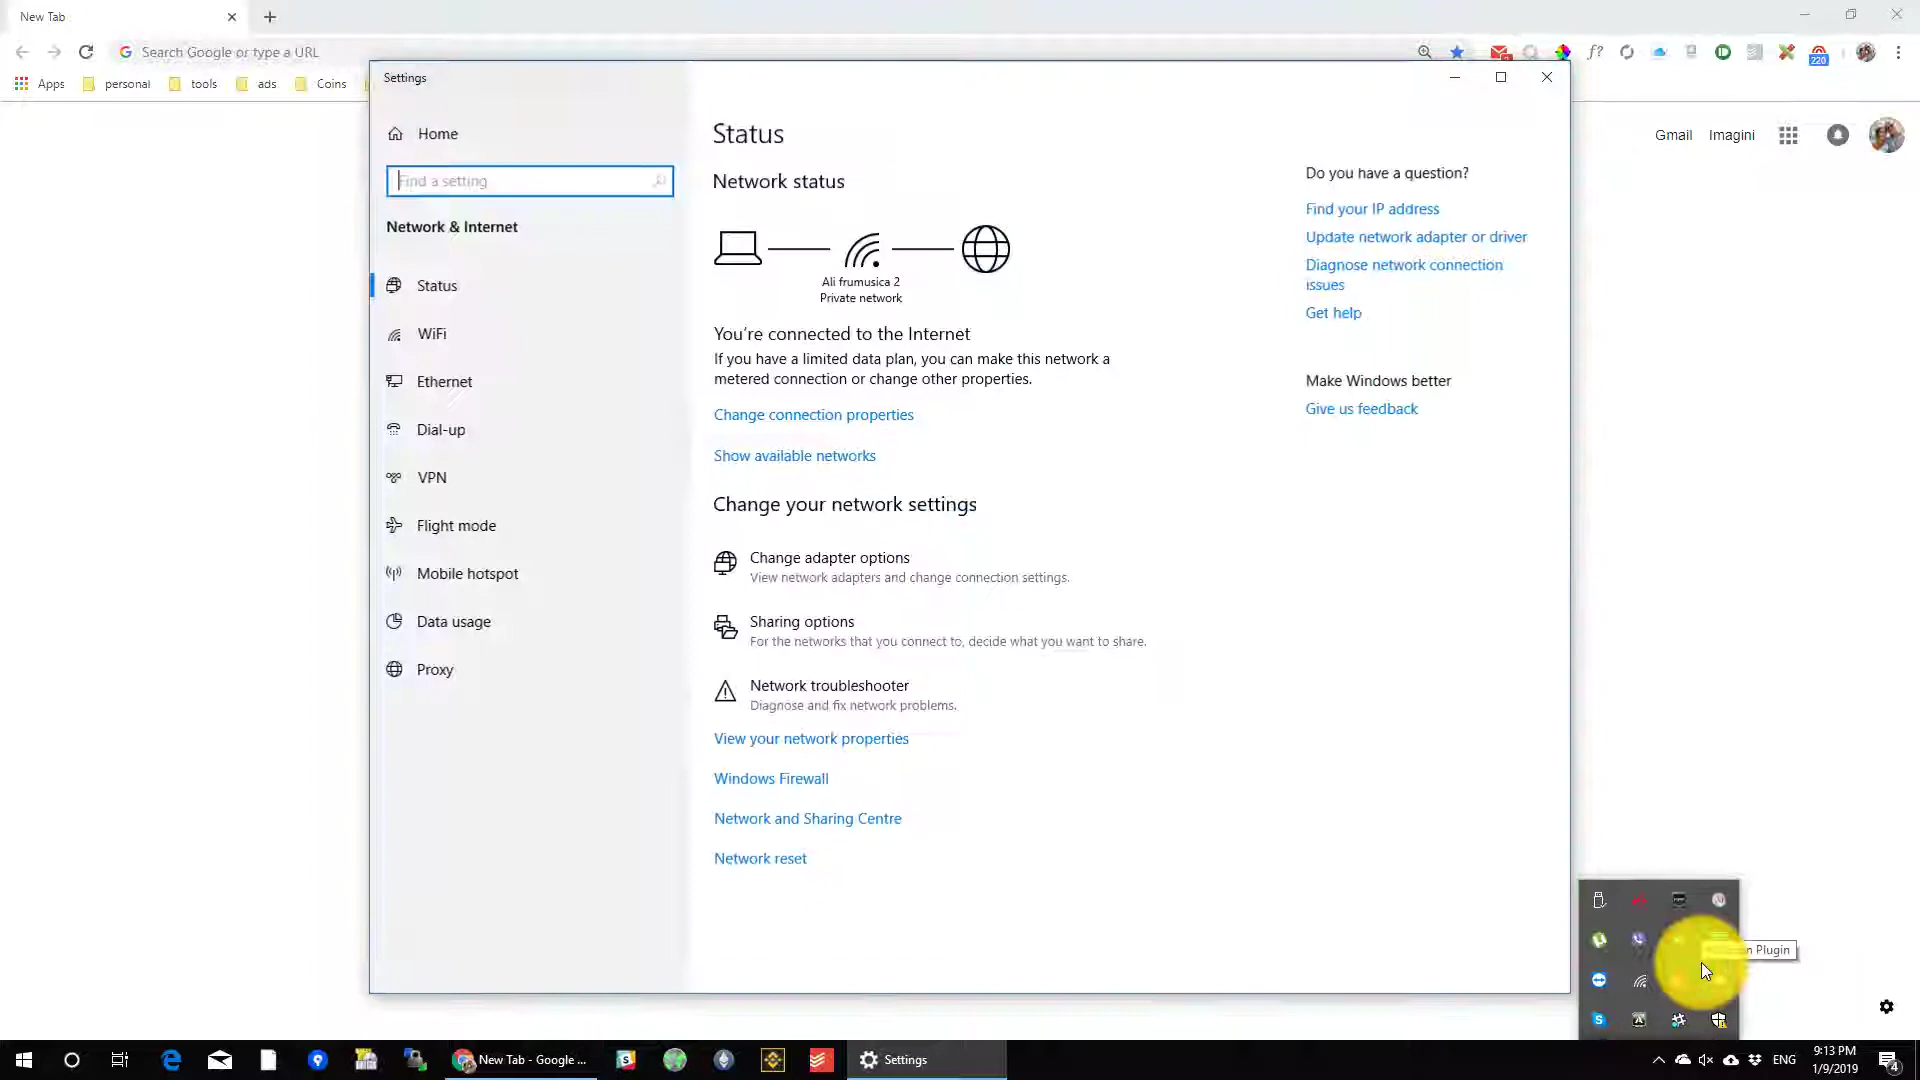 New Tab
Search Google or type a URL
220
Apps
personal
tools
ads
Coins
Gmail
Imagini
Settings
Home
Find a setting
Network & Internet
Status
WiFi
Ethernet
Dial-up
VPN
Flight mode
Mobile hotspot
Data usage
Proxy
Status
Network status
Ali frumusica 2
Private network
You're connected to the Internet
If you have a limited data plan, you can make this network a
metered connection or change other properties.
Change connection properties
Show available networks
Change your network settings
Change adapter options
View network adapters and change connection settings.
Sharing options
For the networks that you connect to, decide what you want to share.
Network troubleshooter
Diagnose and fix network problems.
View your network properties
Windows Firewall
Network and Sharing Centre
Network reset
Do you have a question?
Find your IP address
Update network adapter or driver
Diagnose network connection
issues
Get help
Make Windows better
Give us feedback
Plugin
New Tab - Google ...
Settings
ENG
9:13 PM
1/9/2019
4